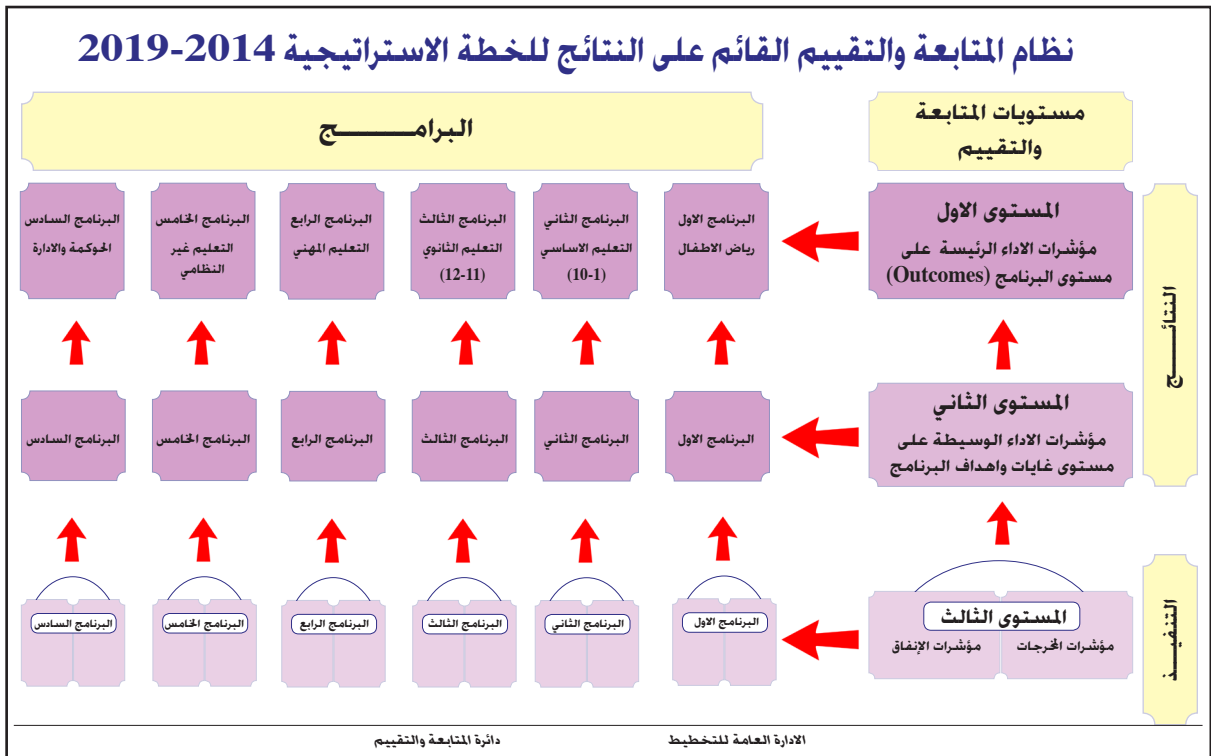 نظام المتابعة والتقييم القائم على النتائج للخطة الاستراتيجية 2014-2019
مستويات المتابعة
والتقييم
البرامـــــــــج
النتائـــــج
المستوى الاول
مؤشرات الاداء الرئيسة على
مستوى البرنامج (Outcomes)
البرنامج الاول
رياض الاطفال
البرنامج الثاني
التعليم الاساسي
(1-10)
البرنامج الثالث
التعليم الثانوي
(11-12)
البرنامج الرابع
التعليم المهني
البرنامج الخامس
التعليم غير
النظامي
البرنامج السادس
الحوكمة والادارة
المستوى الثاني
مؤشرات الاداء الوسيطة على
مستوى غايات واهداف البرنامج
البرنامج الاول
البرنامج الثاني
البرنامج الثالث
البرنامج الرابع
البرنامج الخامس
البرنامج السادس
التنفيـــذ
المستوى الثالث
مؤشرات المخرجات
مؤشرات الإنفاق
البرنامج الاول
البرنامج الثاني
البرنامج الثالث
البرنامج الرابع
البرنامج الخامس
البرنامج السادس
الادارة العامة للتخطيط
دائرة المتابعة والتقييم